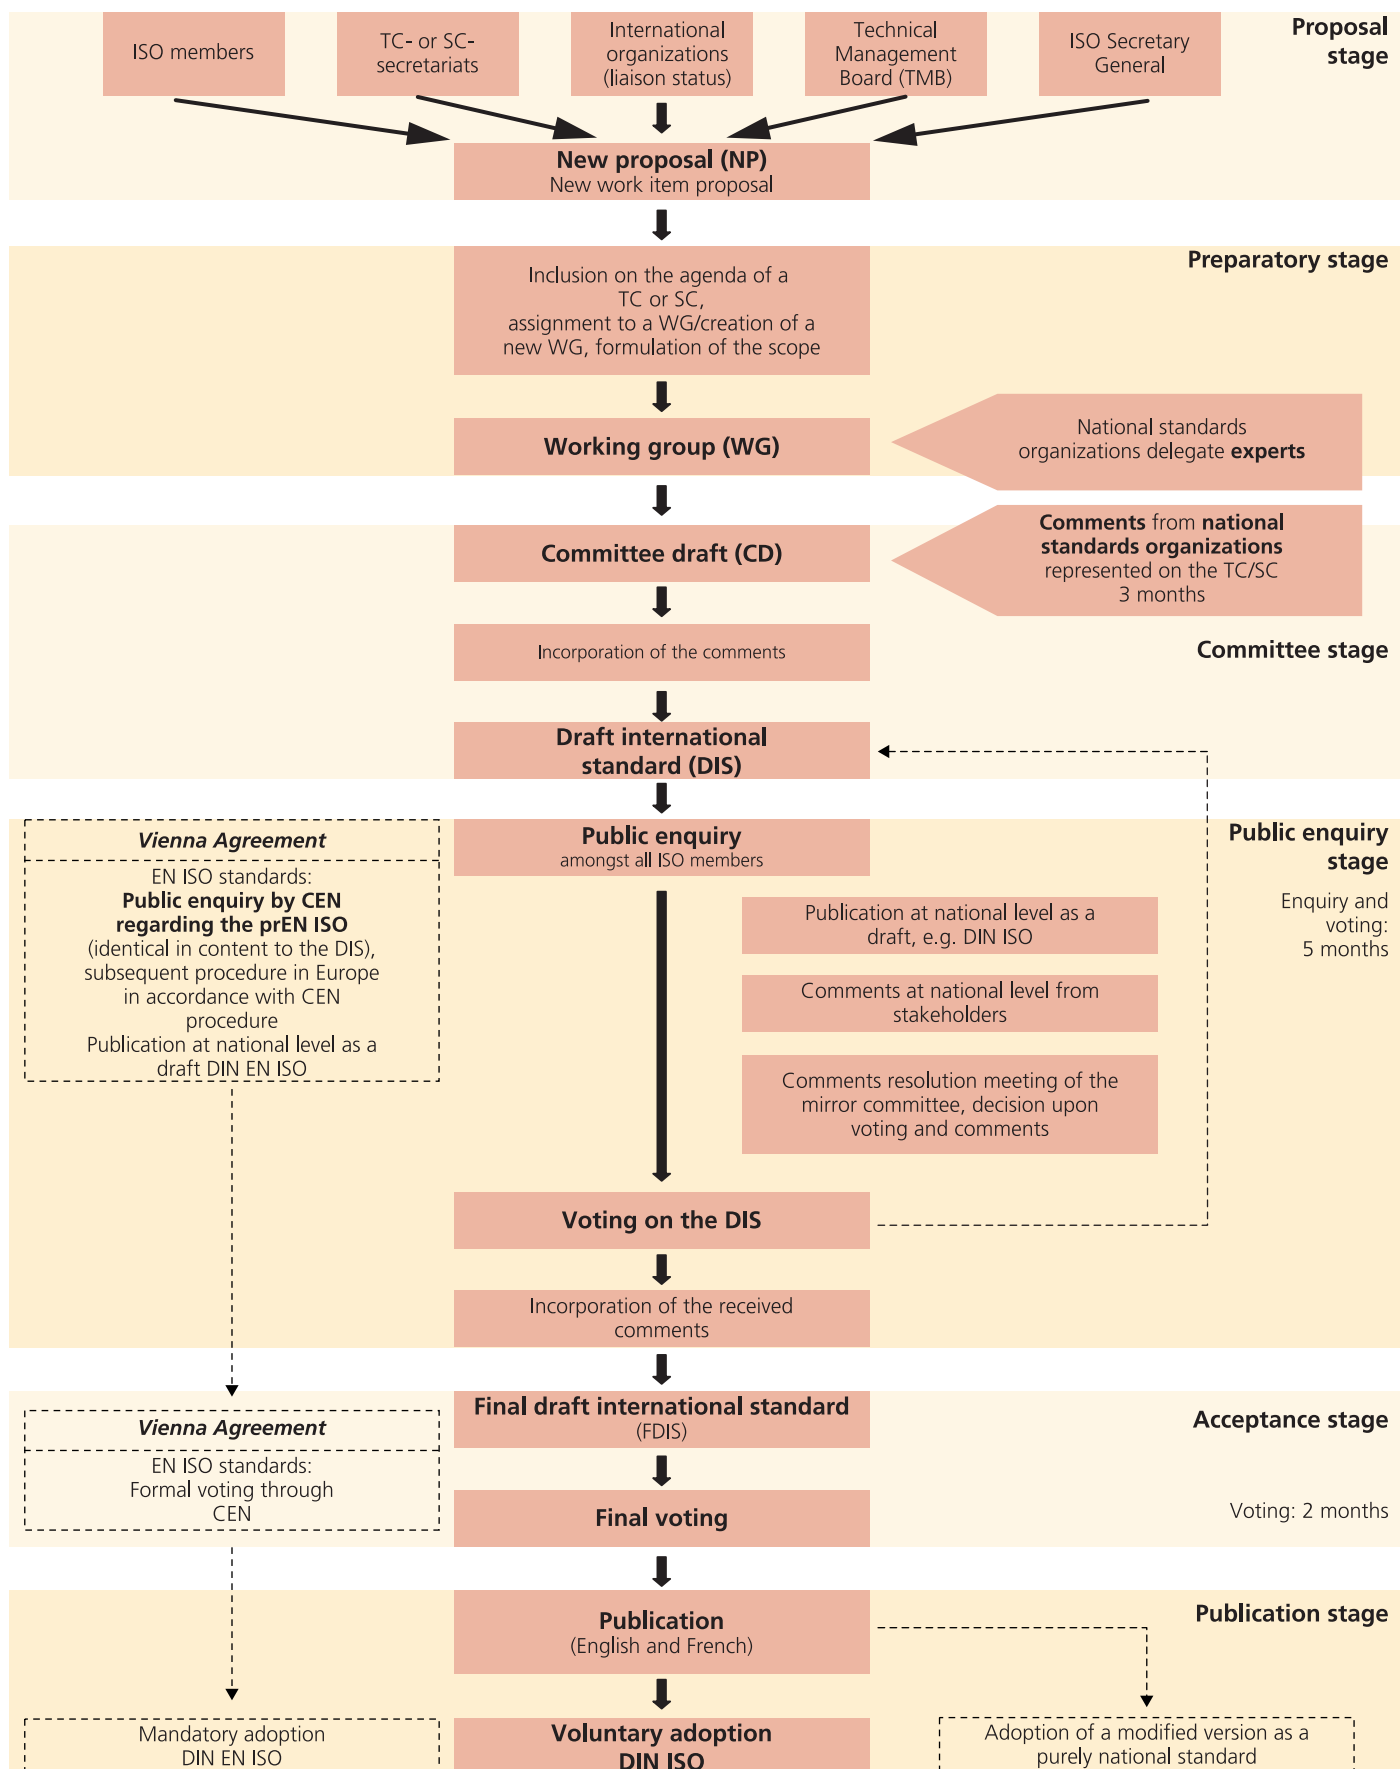 Proposal
stage
ISO members
TC- or SC-
secretariats
International
organizations
(liaison status)
Technical
Management
Board (TMB)
ISO Secretary
General
New proposal (NP)
New work item proposal
Preparatory stage
Inclusion on the agenda of a
TC or SC,
assignment to a WG/creation of a
new WG, formulation of the scope
Working group (WG)
National standards
organizations delegate experts
Committee draft (CD)
Comments from national
standards organizations
represented on the TC/SC
3 months
Incorporation of the comments
Committee stage
Draft international
standard (DIS)
Vienna Agreement
EN ISO standards:
Public enquiry by CEN
regarding the prEN ISO
(identical in content to the DIS),
subsequent procedure in Europe
in accordance with CEN
procedure
Publication at national level as a
draft DIN EN ISO
Public enquiry
amongst all ISO members
Public enquiry
stage
Enquiry and
voting:
5 months
Publication at national level as a
draft, e.g. DIN ISO
Comments at national level from
stakeholders
Comments resolution meeting of the
mirror committee, decision upon
voting and comments
Voting on the DIS
Incorporation of the received
comments
Vienna Agreement
EN ISO standards:
Formal voting through
CEN
Final draft international standard
(FDIS)
Acceptance stage
Final voting
Voting: 2 months
Publication
(English and French)
Publication stage
Mandatory adoption
DIN EN ISO
Voluntary adoption
DIN ISO
Adoption of a modified version as a
purely national standard